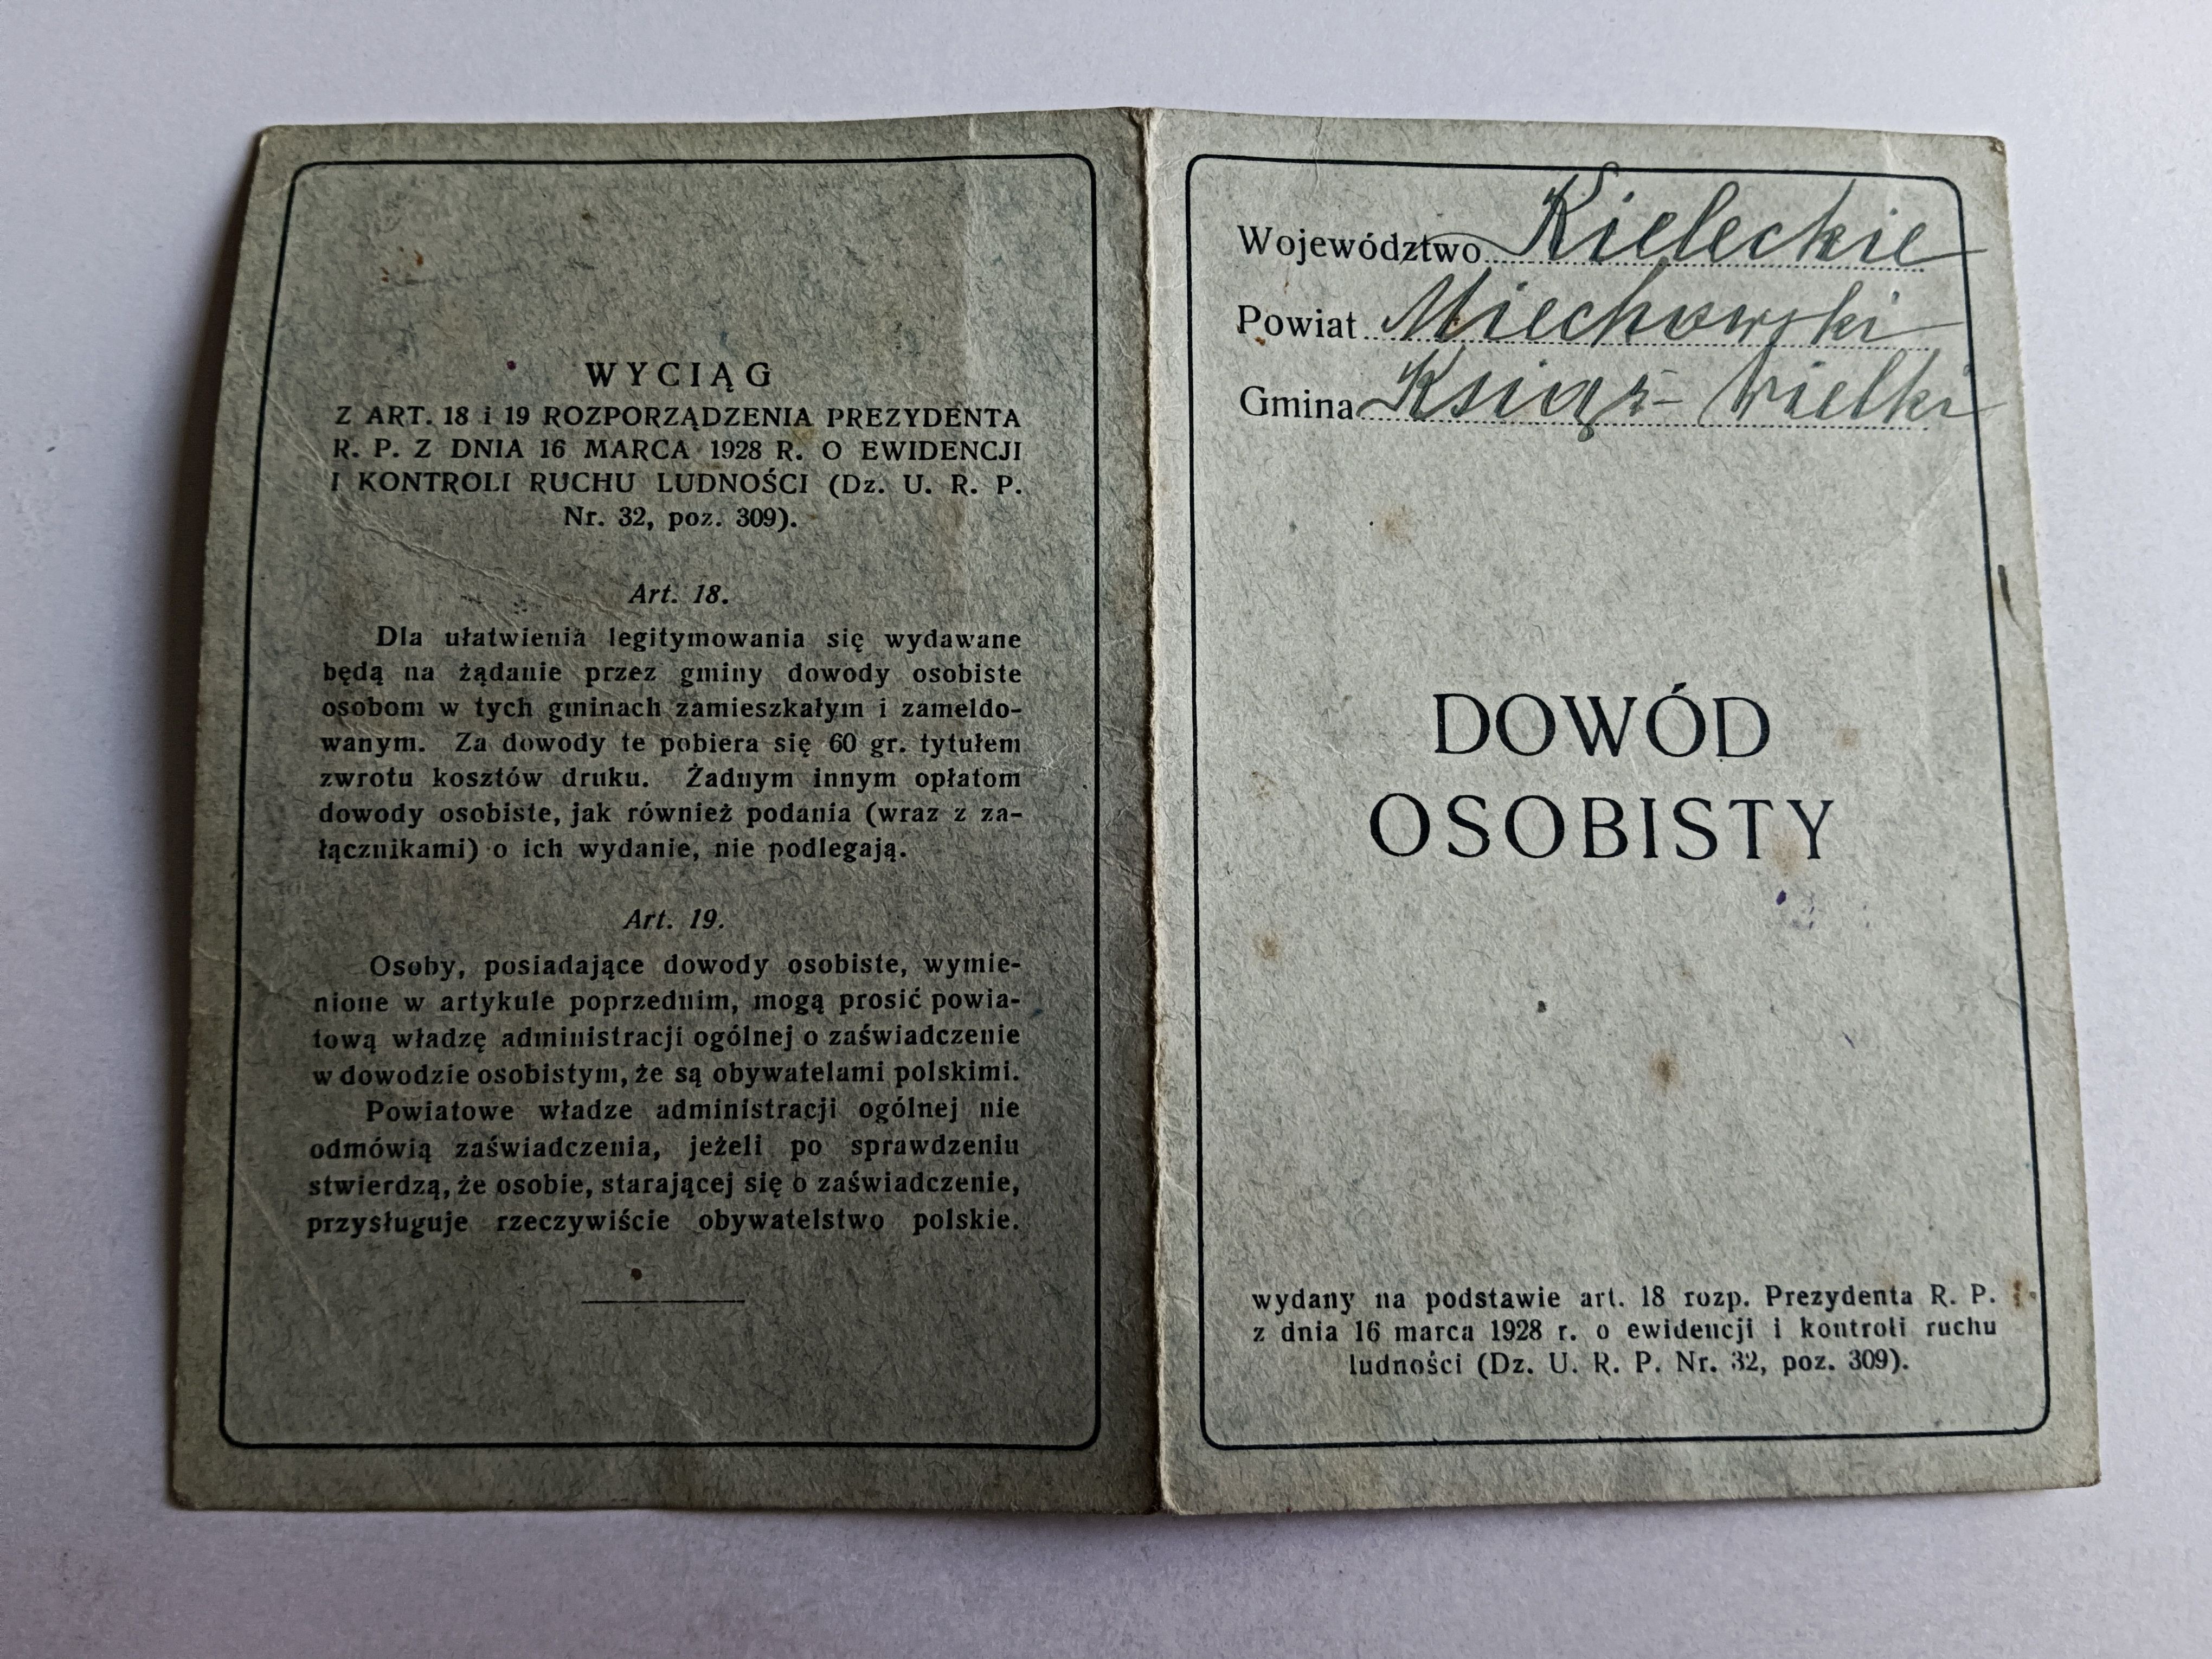 WYCIĄG
Z ART. 18 i 19 ROZPORZĄDZENIA PREZYDENTA
R. P. Z DNIA 16 MARCA 1928 R. O EWIDENCJI
I KONTROLI RUCHU LUDNOŚCI (Dz. U. R. P.
Nr. 32, poz. 309).
Art. 18.
Dla ułatwienia legitymowania się wydawane
będą na żądanie przez gminy dowody osobiste
osobom w tych gminach zamieszkałym i zameldo-
wanym. Za dowody te pobiera się 60 gr. tytułem
zwrotu kosztów druku. Żadnym innym opłatom
dowody osobiste, jak również podania (wraz z za-
łącznikami) o ich wydanie, nie podlegają.
Art. 19.
Osoby, posiadające dowody osobiste, wymie-
nione w artykule poprzednim, mogą prosić powia-
tową władzę administracji ogólnej o zaświadczenie
w dowodzie osobistym, że są obywatelami polskimi.
Powiatowe władze administracji ogólnej nie
odmówią zaświadczenia, jeżeli po sprawdzeniu
stwierdzą, że osobie, starającej się o zaświadczenie,
przysługuje rzeczywiście obywatelstwo polskie.
Województwo Kieleckie
Powiat Miechowski
Gmina Książ-Wielki
DOWÓD
OSOBISTY
wydany na podstawie art. 18 rozp. Prezydenta R. P.
z dnia 16 marca 1928 r. o ewidencji i kontroli ruchu
ludności (Dz. U. R. P. Nr. 32, poz. 309).